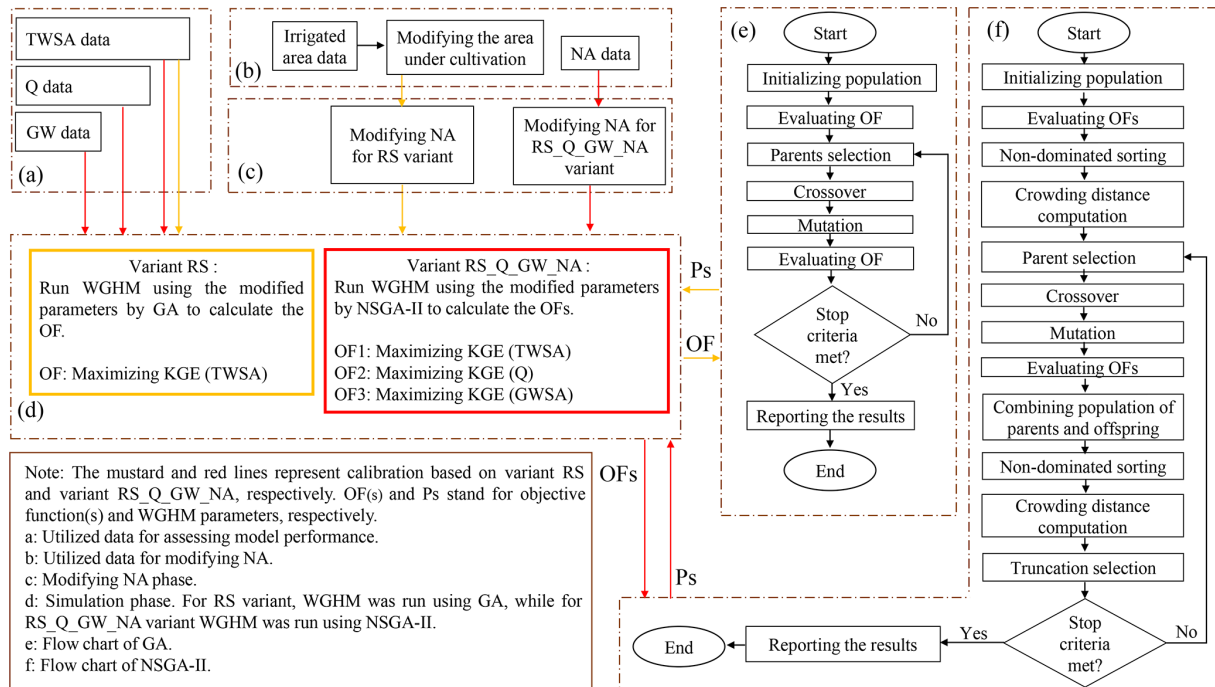 TWSA data
Q data
GW data
(a)
Irrigated
area data
Modifying the area
under cultivation
NA data
(b)
Modifying NA
for RS variant
Modifying NA for
RS_Q_GW_NA
variant
(c)
Variant RS :
Run WGHM using the modified
parameters by GA to calculate the
OF.
OF: Maximizing KGE (TWSA)
Variant RS_Q_GW_NA :
Run WGHM using the modified parameters
by NSGA-II to calculate the OFs.
OF1: Maximizing KGE (TWSA)
OF2: Maximizing KGE (Q)
OF3: Maximizing KGE (GWSA)
(d)
Ps
OF
OFs
Ps
(e)
Start
Initializing population
Evaluating OF
Parents selection
Crossover
Mutation
Evaluating OF
Stop
criteria
met?
No
Yes
Reporting the results
End
(f)
Start
Initializing population
Evaluating OFs
Non-dominated sorting
Crowding distance
computation
Parent selection
Crossover
Mutation
Evaluating OFs
Combining population of
parents and offspring
Non-dominated sorting
Crowding distance
computation
Truncation selection
Stop
criteria
met?
No
Yes
Reporting the results
End
Note: The mustard and red lines represent calibration based on variant RS
and variant RS_Q_GW_NA, respectively. OF(s) and Ps stand for objective
function(s) and WGHM parameters, respectively.
a: Utilized data for assessing model performance.
b: Utilized data for modifying NA.
c: Modifying NA phase.
d: Simulation phase. For RS variant, WGHM was run using GA, while for
RS_Q_GW_NA variant WGHM was run using NSGA-II.
e: Flow chart of GA.
f: Flow chart of NSGA-II.